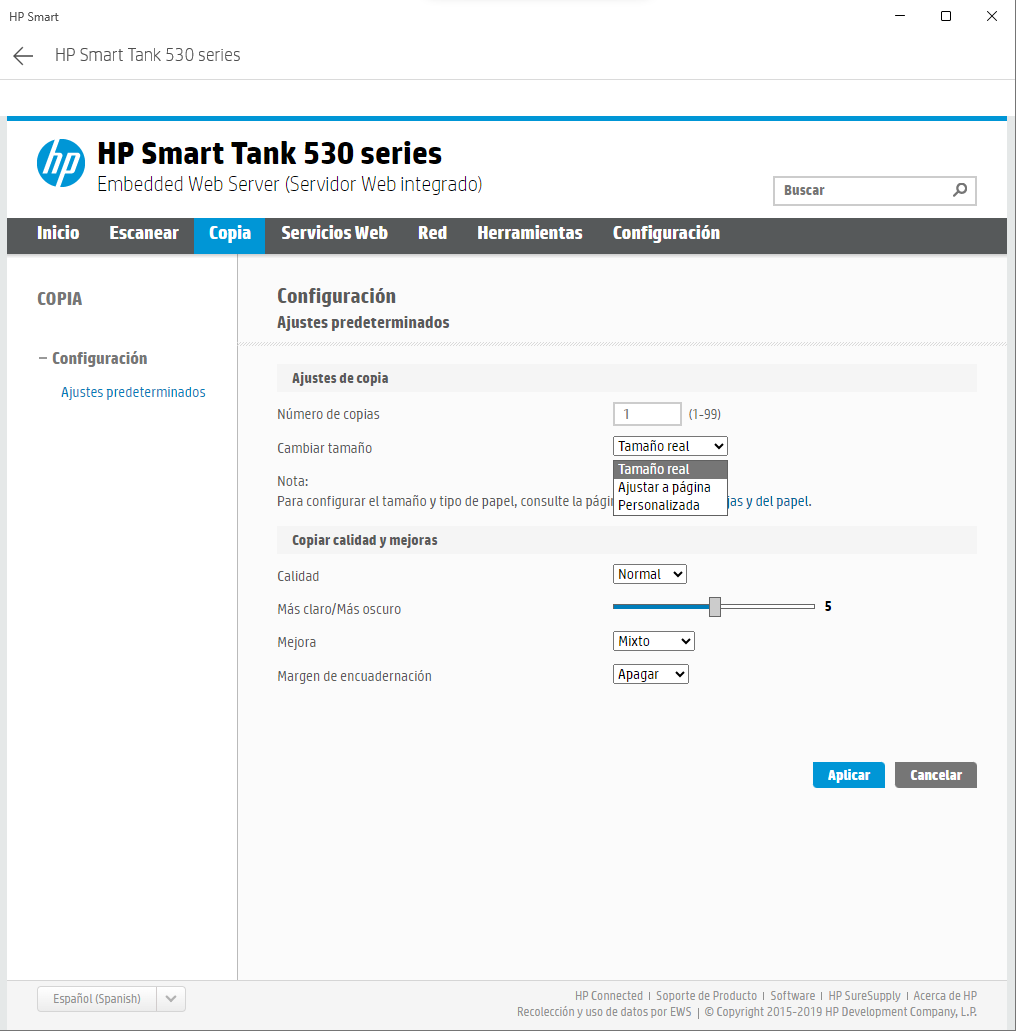 HP Smart
HP Smart Tank 530 series
hp
HP Smart Tank 530 series
Embedded Web Server (Servidor Web integrado)
Buscar
Inicio Escanear Copia Servicios Web Red Herramientas Configuración
COPIA
− Configuración
Ajustes predeterminados
Configuración
Ajustes predeterminados
Ajustes de copia
Número de copias 1 (1-99)
Cambiar tamaño Tamaño real
Tamaño real
Ajustar a página
Personalizada
Nota:
Para configurar el tamaño y tipo de papel, consulte la y del papel.
Copiar calidad y mejoras
Calidad Normal
Más claro/Más oscuro 5
Mejora Mixto
Margen de encuadernación Apagar
Aplicar Cancelar
Español (Spanish)
HP Connected | Soporte de Producto | Software | HP SureSupply | Acerca de HP
Recolección y uso de datos por EWS | © Copyright 2015-2019 HP Development Company, L.P.